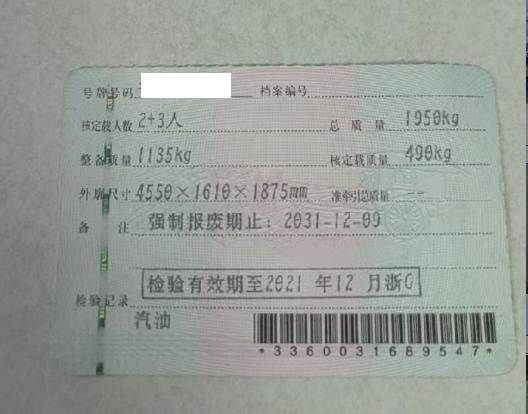 号牌号码 档案编号
核定载人数 2+3人 总质量 1950kg
整备质量 1135kg 核定载质量 490kg
外廓尺寸 4550×1610×1875mm 准牵引总质量 --
备注 强制报废期止：2031-12-09
检验有效期至2021 年12 月浙G
检验记录
汽油
*3360031689547*